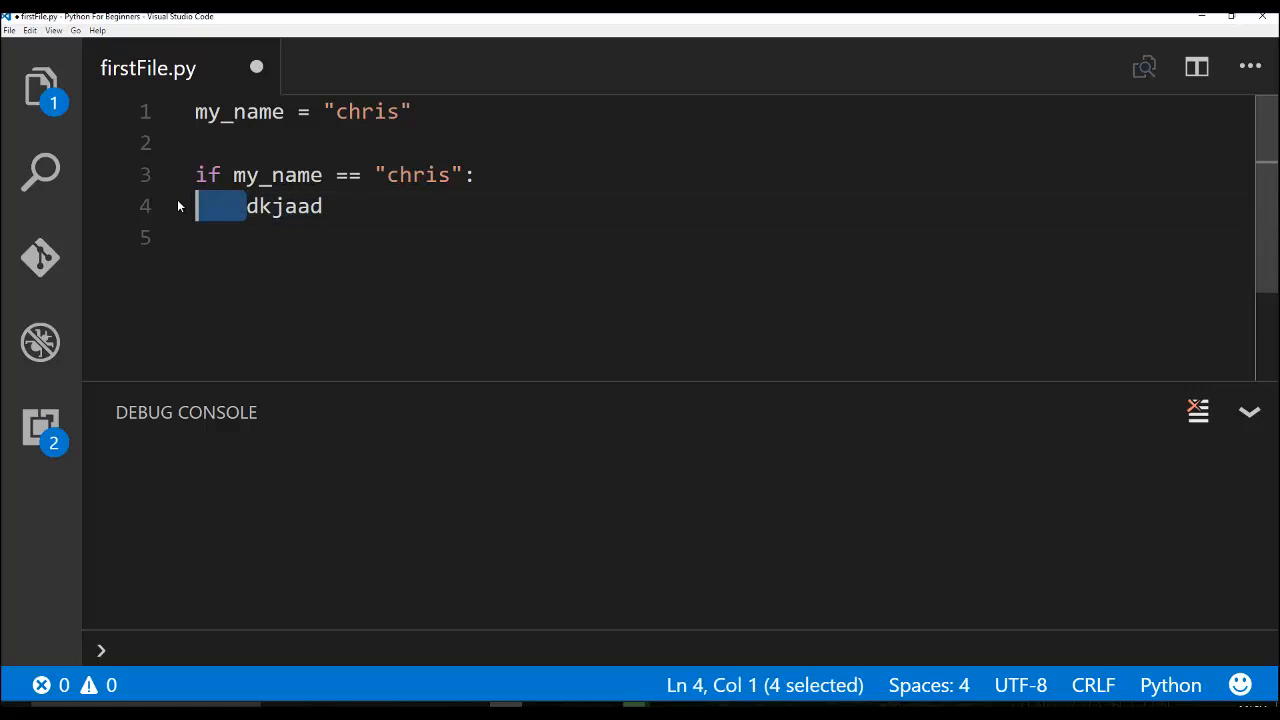 firstFile.py - Python For Beginners - Visual Studio Code
File Edit View Go Help
firstFile.py
1 my_name = "chris"
2
3 if my_name == "chris":
4 dkjaad
5
1
2
DEBUG CONSOLE
0 0 Ln 4, Col 1 (4 selected) Spaces: 4 UTF-8 CRLF Python